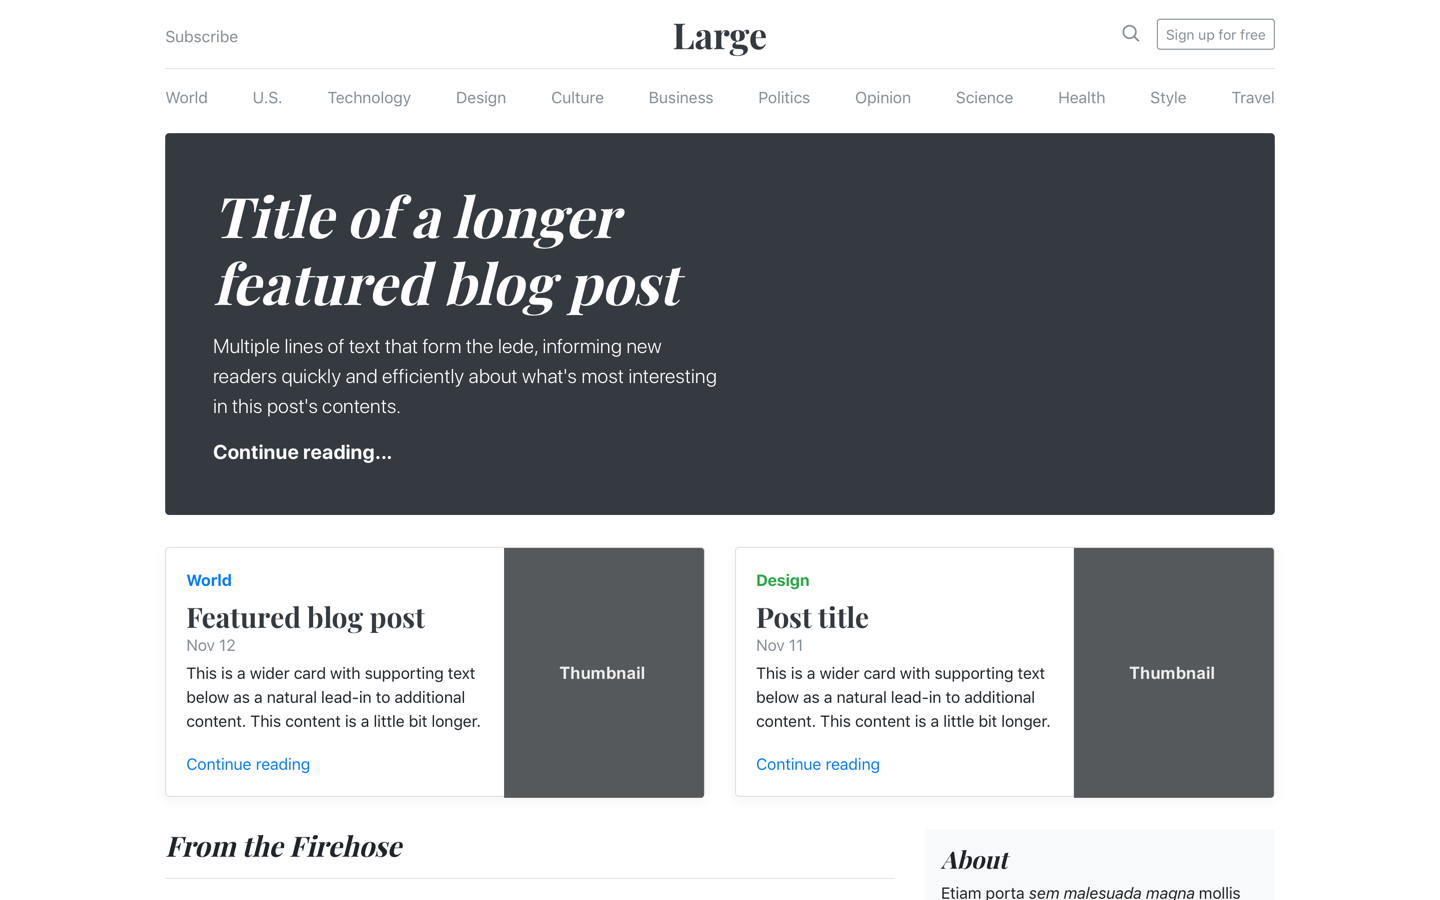 Subscribe
Large
Sign up for free
World U.S. Technology Design Culture Business Politics Opinion Science Health Style Travel
Title of a longer
featured blog post
Multiple lines of text that form the lede, informing new
readers quickly and efficiently about what's most interesting
in this post's contents.
Continue reading...
World
Featured blog post
Nov 12
This is a wider card with supporting text
below as a natural lead-in to additional
content. This content is a little bit longer.
Continue reading
Thumbnail
Design
Post title
Nov 11
This is a wider card with supporting text
below as a natural lead-in to additional
content. This content is a little bit longer.
Continue reading
Thumbnail
From the Firehose
About
Etiam porta sem malesuada magna mollis